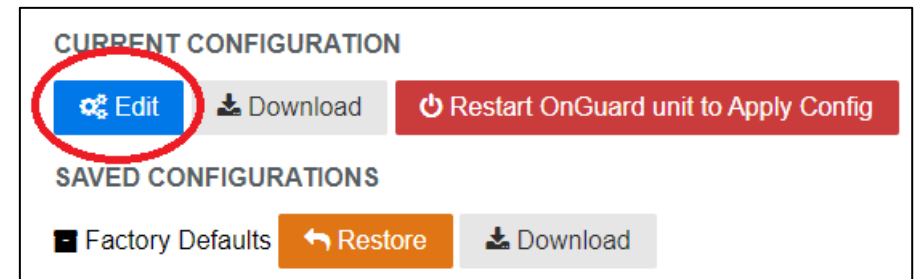 CURRENT CONFIGURATION
Edit Download Restart OnGuard unit to Apply Config
SAVED CONFIGURATIONS
Factory Defaults Restore Download